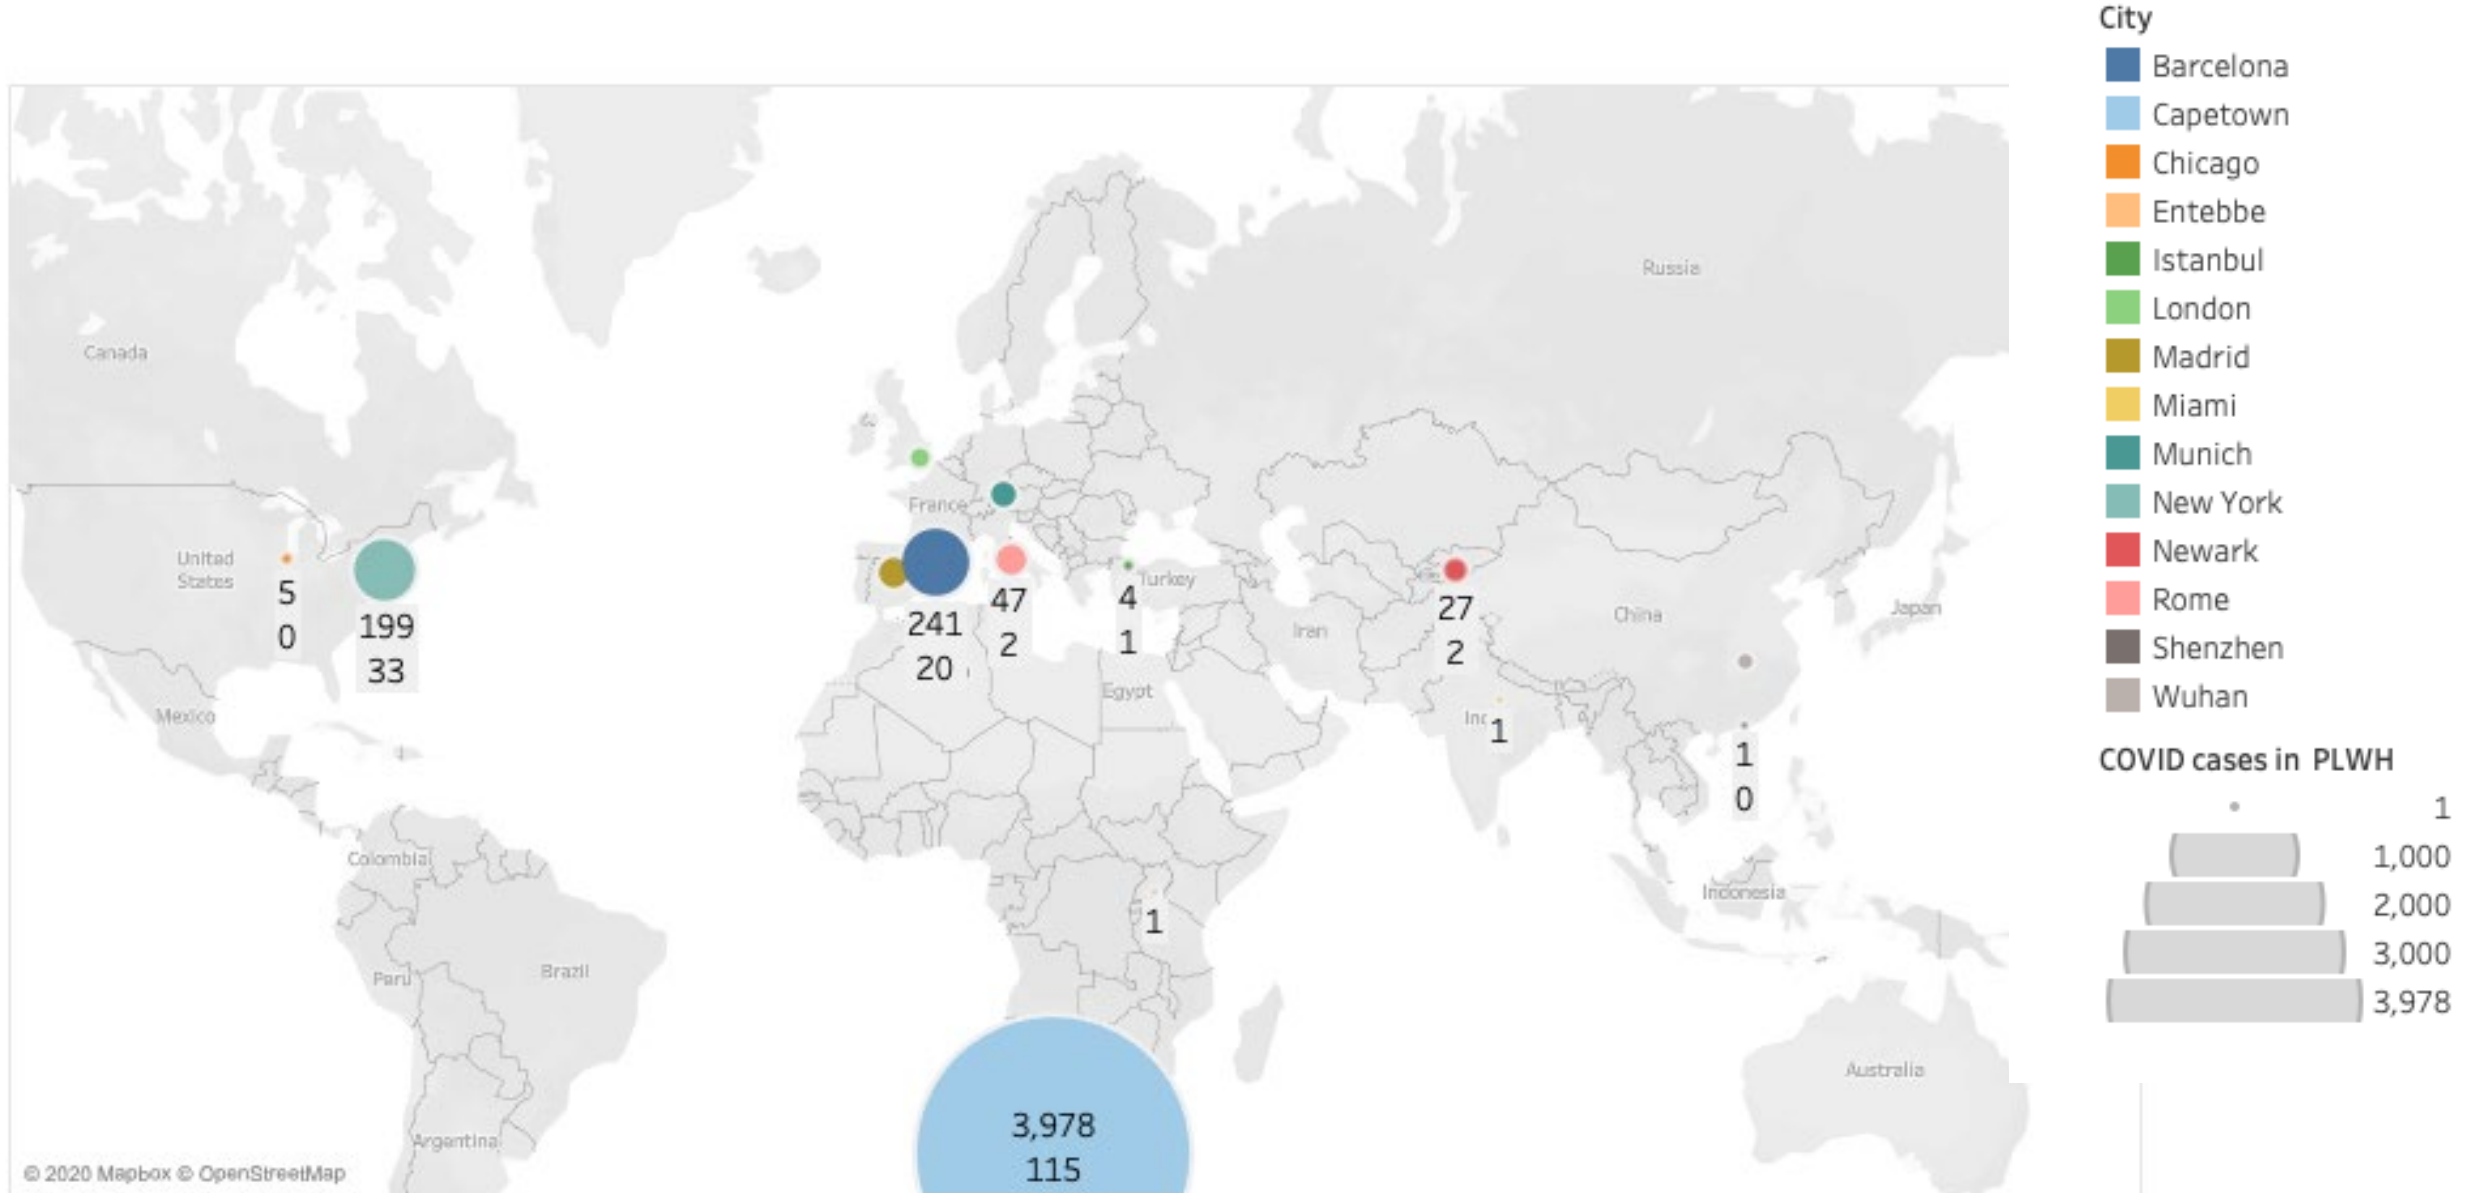 City
Barcelona
Capetown
Chicago
Entebbe
Istanbul
London
Madrid
Miami
Munich
New York
Newark
Rome
Shenzhen
Wuhan
COVID cases in PLWH
1
1,000
2,000
3,000
3,978
Russia
Canada
France
United
States
Turkey
China
Japan
Iran
Mexico
Egypt
Colombia
Indonesia
Peru
Brazil
Australia
Argentina
5
0
199
33
241
20
47
2
4
1
27
2
1
1
0
1
3,978
115
© 2020 Mapbox © OpenStreetMap